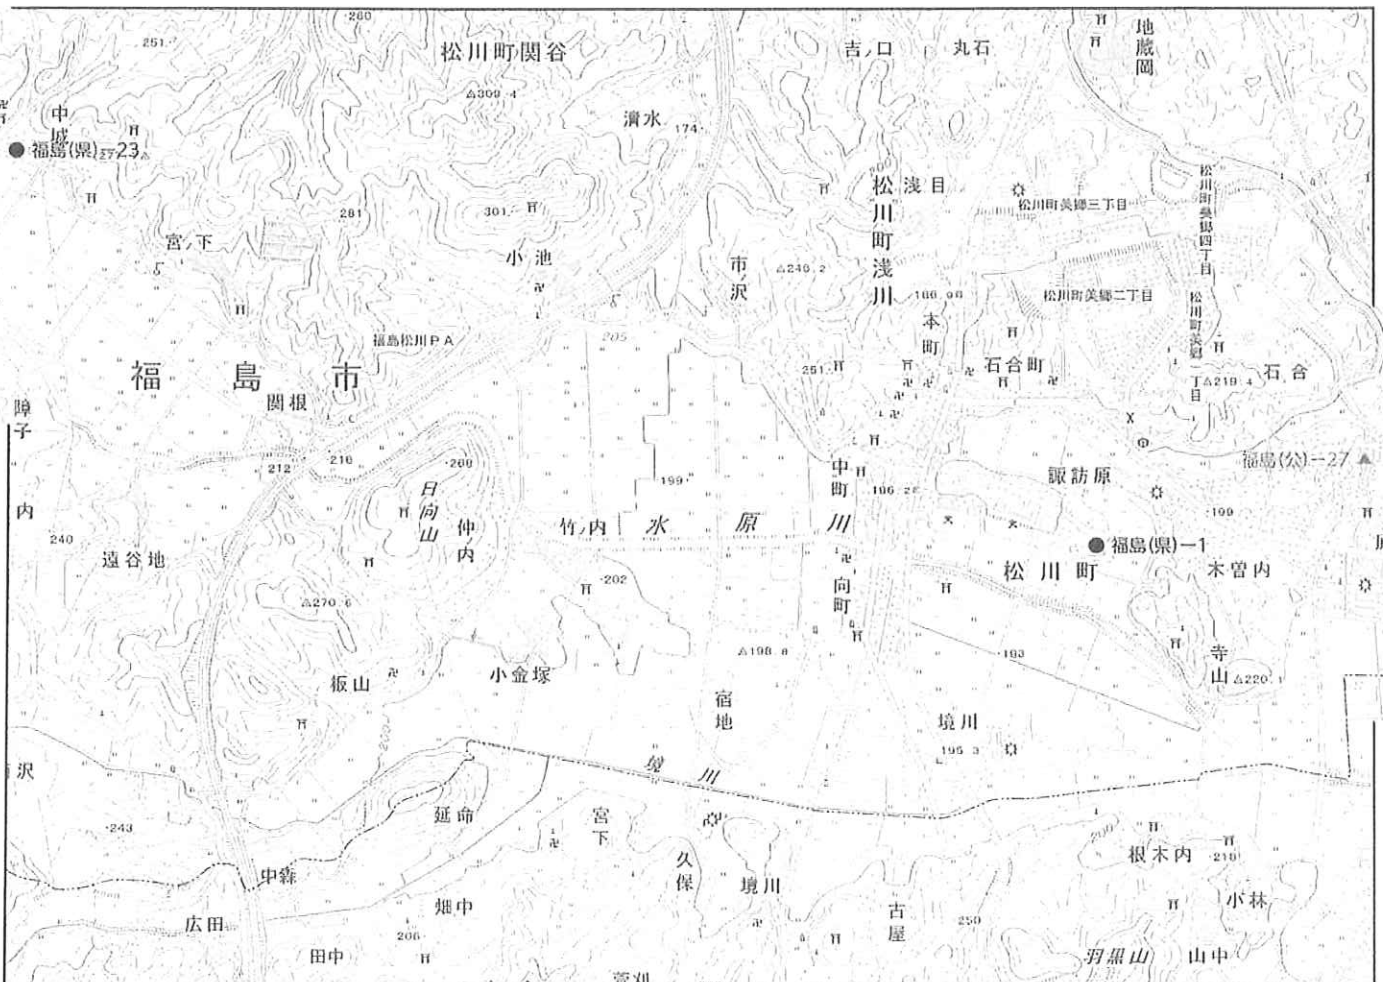 260
251
松川町関谷
吉ノ口
丸石
地蔵岡
△309.4
中城
清水
174
福島(県)−23
松川町浅川
浅目
松川町美郷三丁目
松川町美郷四丁目
281
301
宮ノ下
小池
市ノ沢
△246.2
松川町美郷二丁目
松川町美郷一丁目
本町
福島松川PA
205
福島市
251
石合町
石合
△219.4
障子内
関根
212
216
中町
諏訪原
福島(公)−27
199
日向山
仲内
竹ノ内
水原川
199
240
遠谷地
福島(県)−1
松川町
木曽内
202
向町
△270.6
△198.8
193
寺山
△220.1
板山
小金塚
宿地
境川
195.3
200
沢
境川
延命
宮下
243
久保
200
根木内
218
中森
境川
畑中
小林
広田
古屋
250
206
田中
羽黒山
山中